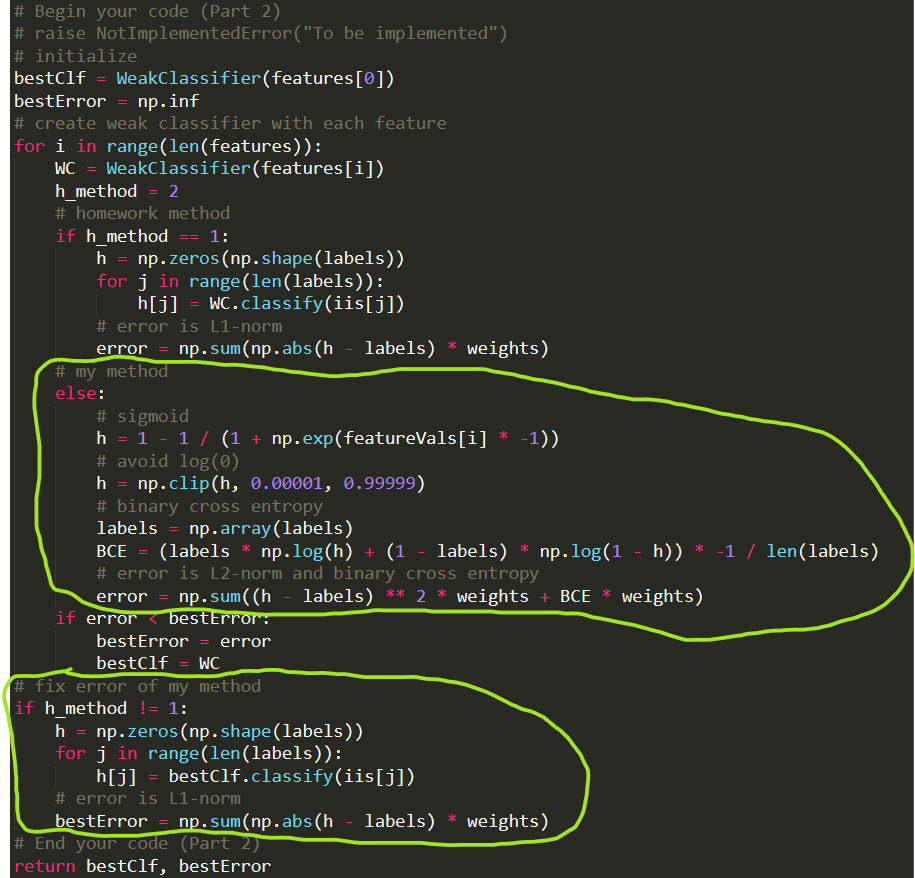 # Begin your code (Part 2)
# raise NotImplementedError("To be implemented")
# initialize
bestClf = WeakClassifier(features[0])
bestError = np.inf
# create weak classifier with each feature
for i in range(len(features)):
    WC = WeakClassifier(features[i])
    h_method = 2
    # homework method
    if h_method == 1:
        h = np.zeros(np.shape(labels))
        for j in range(len(labels)):
            h[j] = WC.classify(iis[j])
        # error is L1-norm
        error = np.sum(np.abs(h - labels) * weights)
    # my method
    else:
        # sigmoid
        h = 1 - 1 / (1 + np.exp(featureVals[i] * -1))
        # avoid log(0)
        h = np.clip(h, 0.00001, 0.99999)
        # binary cross entropy
        labels = np.array(labels)
        BCE = (labels * np.log(h) + (1 - labels) * np.log(1 - h)) * -1 / len(labels)
        # error is L2-norm and binary cross entropy
        error = np.sum((h - labels) ** 2 * weights + BCE * weights)
    if error < bestError:
        bestError = error
        bestClf = WC
# fix error of my method
if h_method != 1:
    h = np.zeros(np.shape(labels))
    for j in range(len(labels)):
        h[j] = bestClf.classify(iis[j])
    # error is L1-norm
    bestError = np.sum(np.abs(h - labels) * weights)
# End your code (Part 2)
return bestClf, bestError